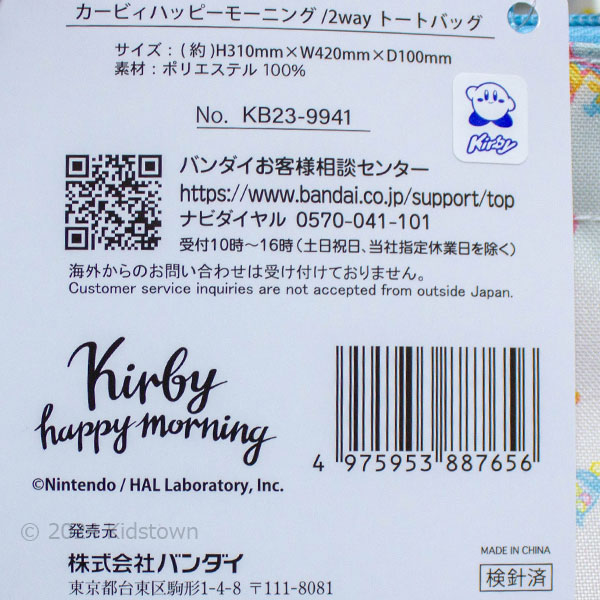 カービィハッピーモーニング/2way トートバッグ
サイズ:(約)H310mm×W420mm×D100mm
素材:ポリエステル 100%
No. KB23-9941
Kirby
バンダイお客様相談センター
https://www.bandai.co.jp/support/top
ナビダイヤル 0570-041-101
受付10時〜16時(土日祝日、当社指定休業日を除く)
海外からのお問い合わせは受け付けておりません。
Customer service inquiries are not accepted from outside Japan.
Kirby
happy morning
4 975953 887656
©Nintendo / HAL Laboratory, Inc.
© Kidstown
発売元
株式会社バンダイ
東京都台東区駒形1-4-8 〒111-8081
MADE IN CHINA
検針済